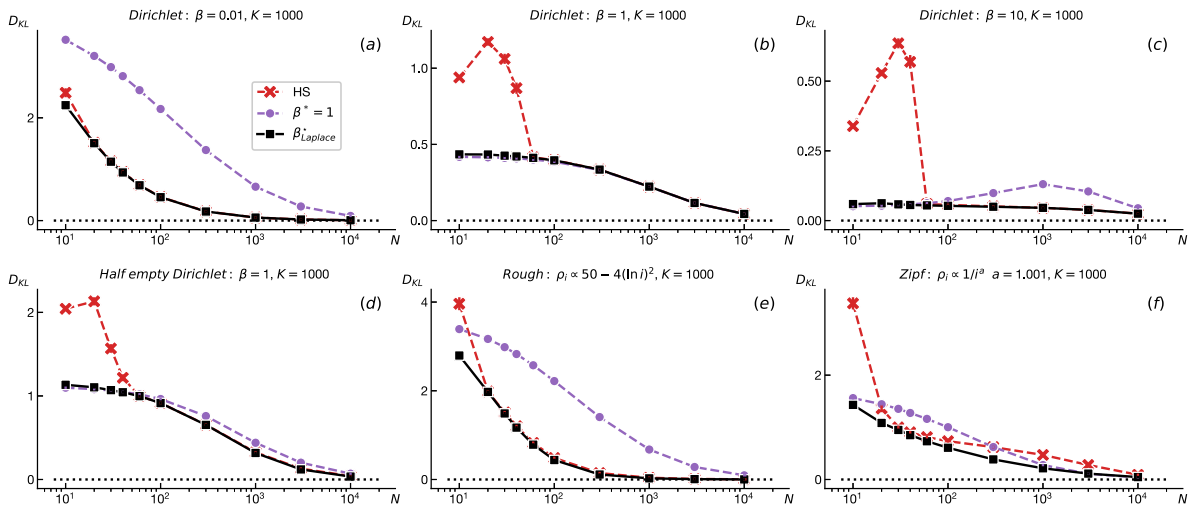 Dirichlet : β = 0.01, K = 1000
D_KL
(a)
2
0
10^1 10^2 10^3 10^4 N
HS
β* = 1
β*_Laplace
Dirichlet : β = 1, K = 1000
D_KL
(b)
1.0
0.5
0.0
10^1 10^2 10^3 10^4 N
Dirichlet : β = 10, K = 1000
D_KL
(c)
0.50
0.25
0.00
10^1 10^2 10^3 10^4 N
Half empty Dirichlet : β = 1, K = 1000
D_KL
(d)
2
1
0
10^1 10^2 10^3 10^4 N
Rough : ρ_i ∝ 50 − 4(ln i)^2, K = 1000
D_KL
(e)
4
2
0
10^1 10^2 10^3 10^4 N
Zipf : ρ_i ∝ 1/i^a a = 1.001, K = 1000
D_KL
(f)
2
0
10^1 10^2 10^3 10^4 N